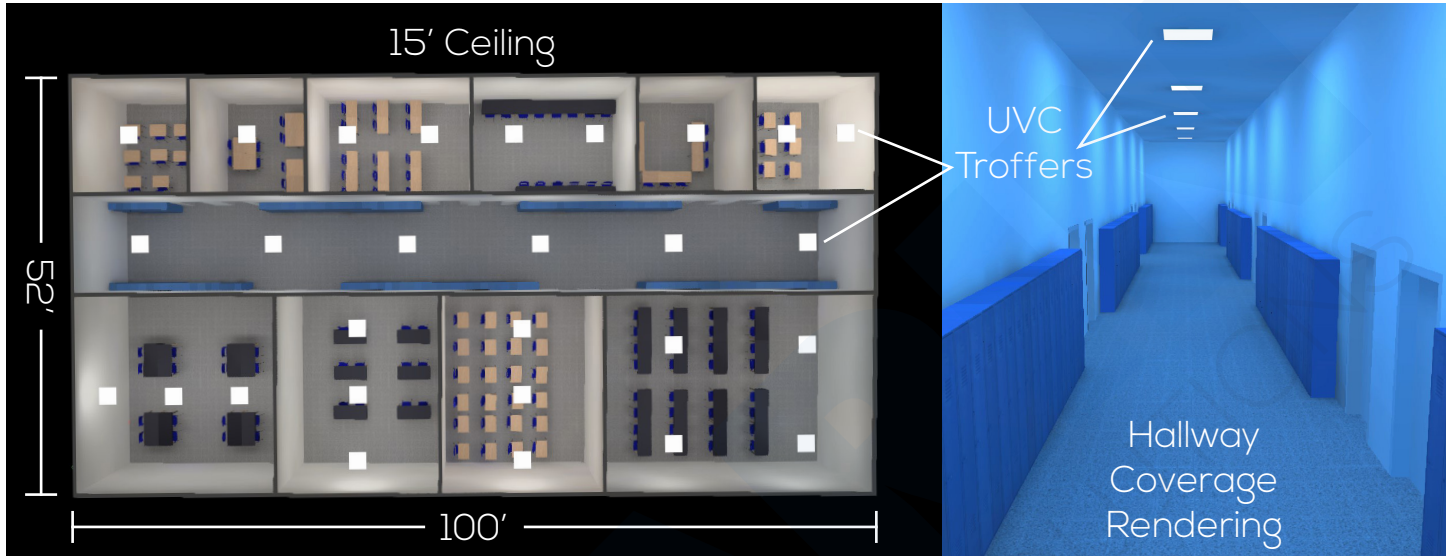 15' Ceiling
52'
100'
UVC
Troffers
Hallway
Coverage
Rendering